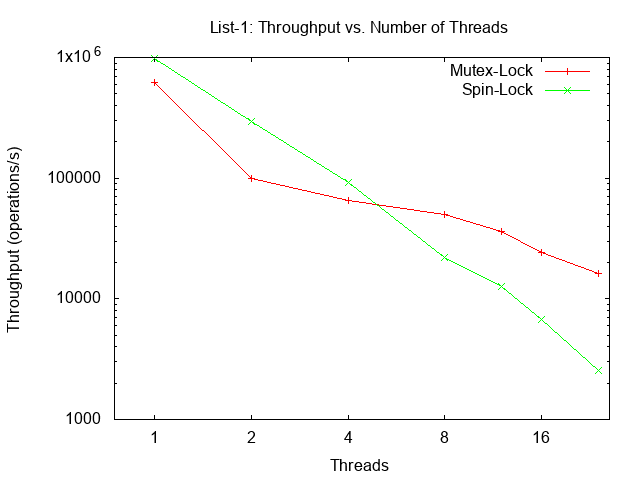 List-1: Throughput vs. Number of Threads
Mutex-Lock
Spin-Lock
Throughput (operations/s)
1x10^6
100000
10000
1000
1 2 4 8 16
Threads